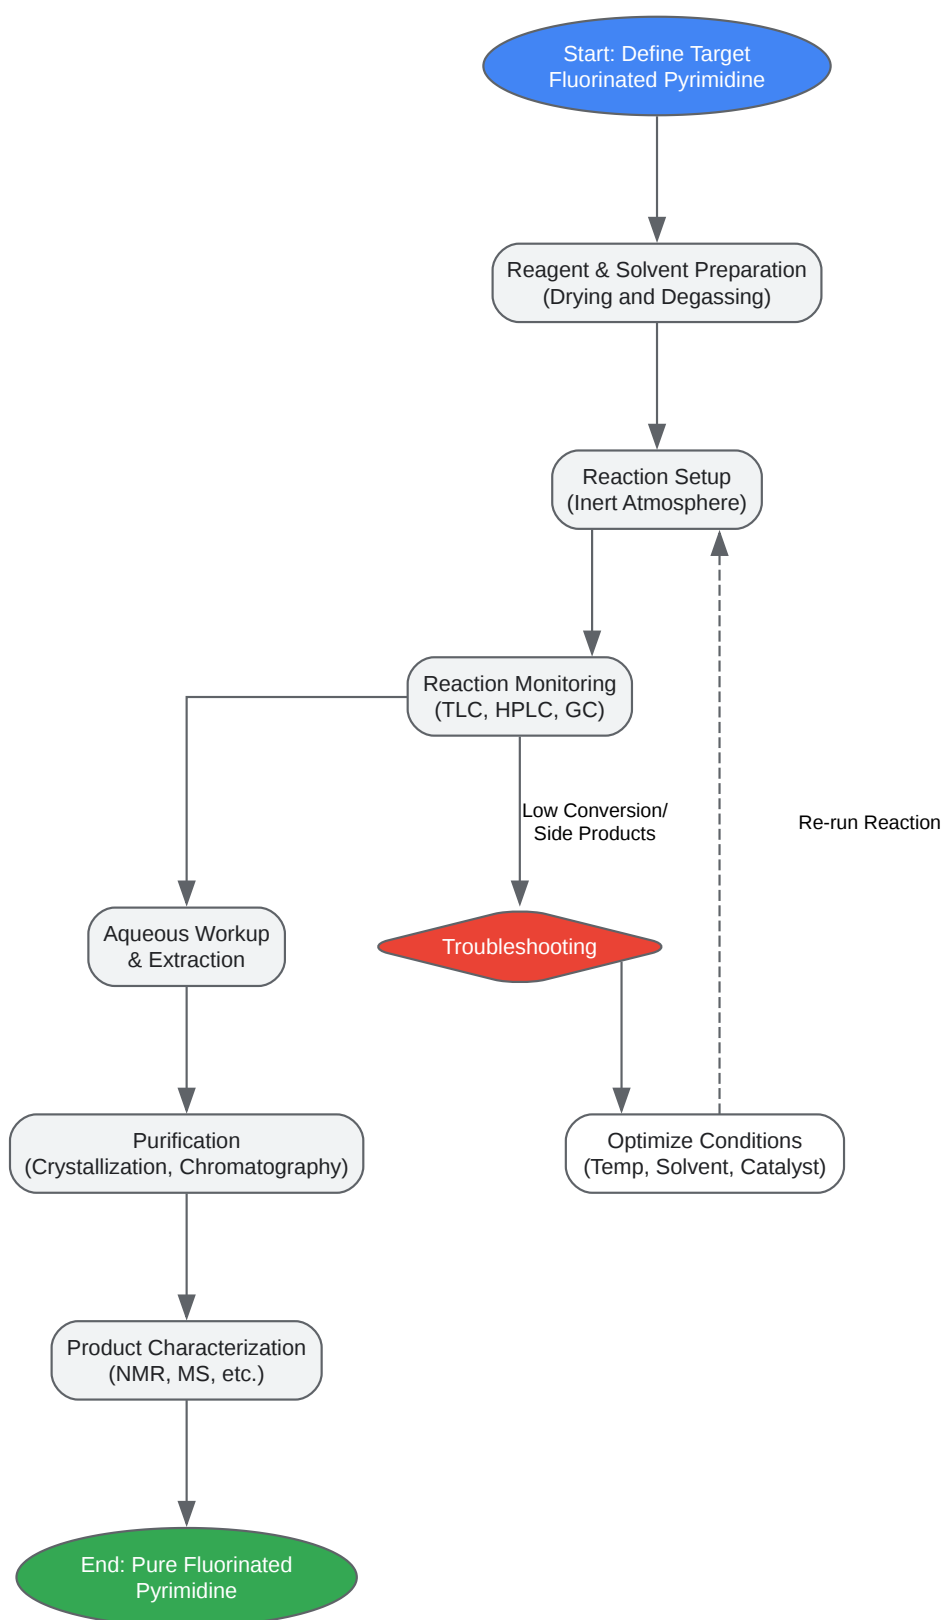 Start: Define Target
Fluorinated Pyrimidine
Reagent & Solvent Preparation
(Drying and Degassing)
Reaction Setup
(Inert Atmosphere)
Reaction Monitoring
(TLC, HPLC, GC)
Low Conversion/
Side Products
Re-run Reaction
Aqueous Workup
& Extraction
Troubleshooting
Purification
(Crystallization, Chromatography)
Optimize Conditions
(Temp, Solvent, Catalyst)
Product Characterization
(NMR, MS, etc.)
End: Pure Fluorinated
Pyrimidine